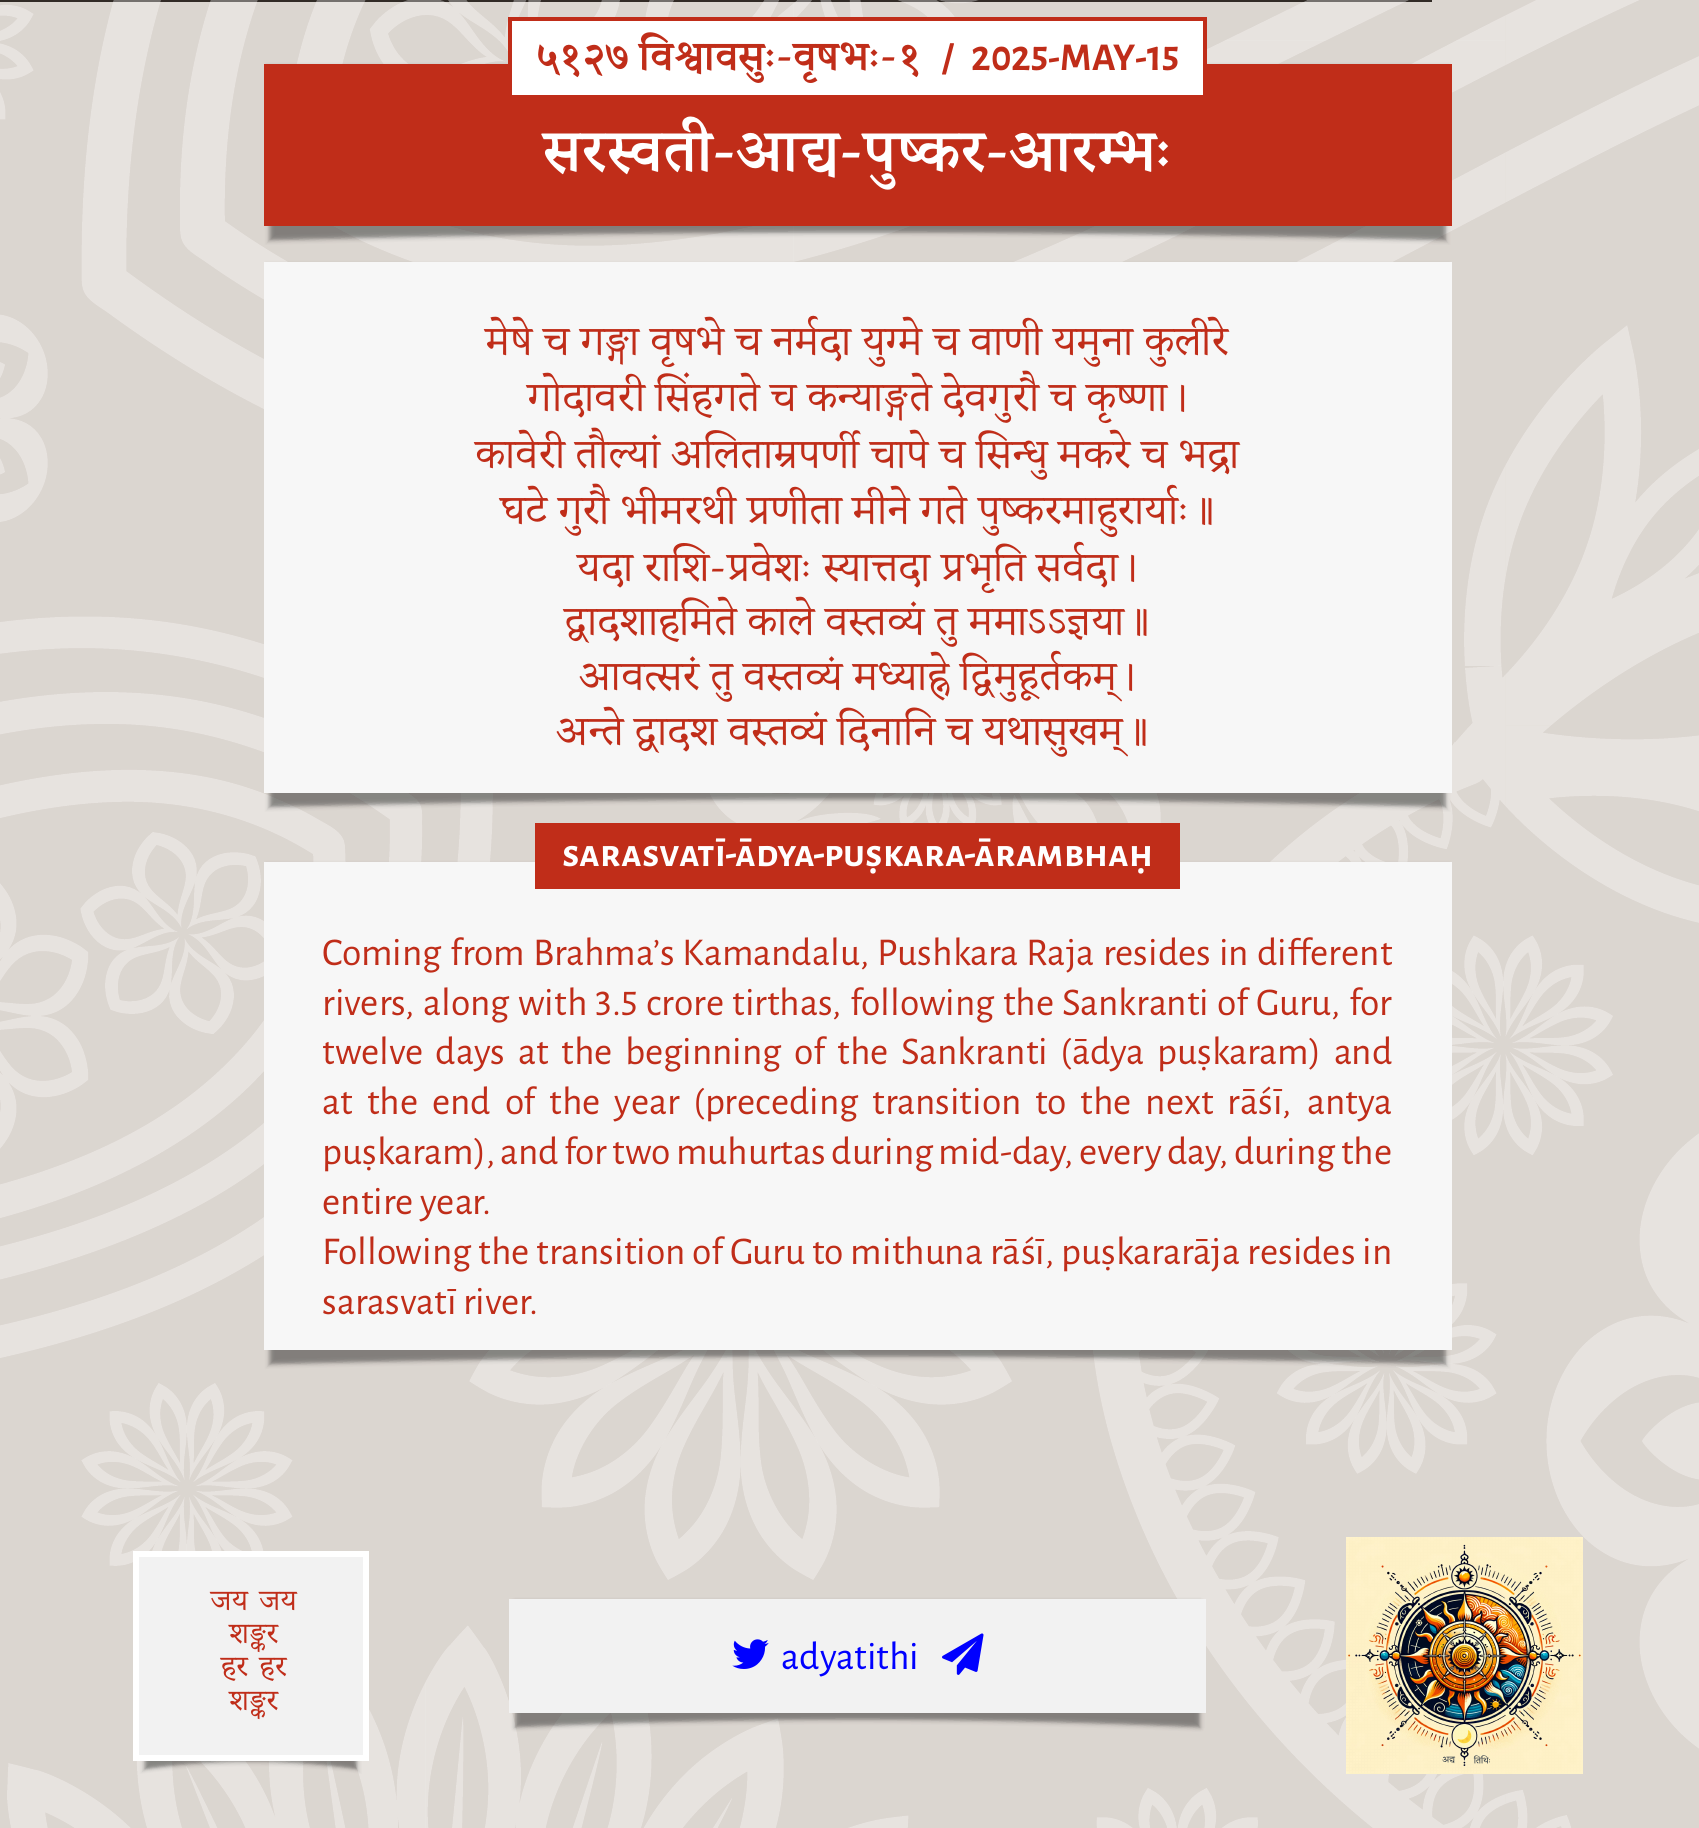 ५१२७ विश्वावसुः-वृषभः-१ / 2025-MAY-15
सरस्वती-आद्य-पुष्कर-आरम्भः
मेषे च गङ्गा वृषभे च नर्मदा युग्मे च वाणी यमुना कुलीरे
गोदावरी सिंहगते च कन्याङ्गते देवगुरौ च कृष्णा।
कावेरी तौल्यां अलिताम्रपर्णी चापे च सिन्धु मकरे च भद्रा
घटे गुरौ भीमरथी प्रणीता मीने गते पुष्करमाहुरार्याः॥
यदा राशि-प्रवेशः स्यात्तदा प्रभृति सर्वदा।
द्वादशाहमिते काले वस्तव्यं तु ममाऽऽज्ञया॥
आवत्सरं तु वस्तव्यं मध्याह्ने द्विमुहूर्तकम्।
अन्ते द्वादश वस्तव्यं दिनानि च यथासुखम्॥
SARASVATĪ-ĀDYA-PUṢKARA-ĀRAMBHAḤ
Coming from Brahma’s Kamandalu, Pushkara Raja resides in different
rivers, along with 3.5 crore tirthas, following the Sankranti of Guru, for
twelve days at the beginning of the Sankranti (ādya puṣkaram) and
at the end of the year (preceding transition to the next rāśī, antya
puṣkaram), and for two muhurtas during mid-day, every day, during the
entire year.
Following the transition of Guru to mithuna rāśī, puṣkararāja resides in
sarasvatī river.
जय जय
शङ्कर
हर हर
शङ्कर
adyatithi
अद्य तिथिः